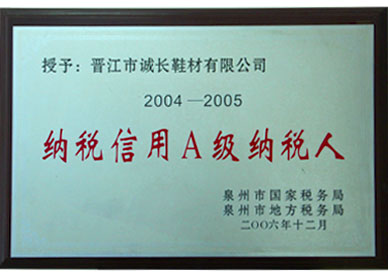 授予：晋江市诚长鞋材有限公司
2004—2005
纳税信用A级纳税人
泉州市国家税务局
泉州市地方税务局
二〇〇六年十二月